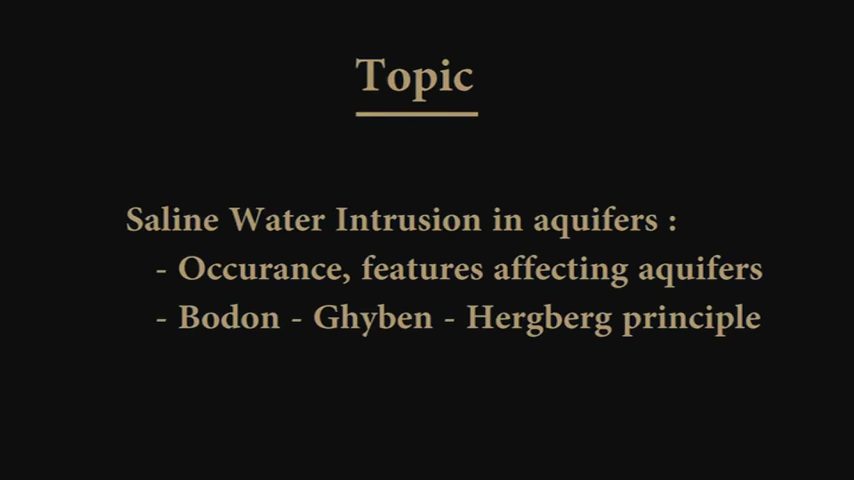 Topic
Saline Water Intrusion in aquifers :
- Occurance, features affecting aquifers
- Bodon - Ghyben - Hergberg principle